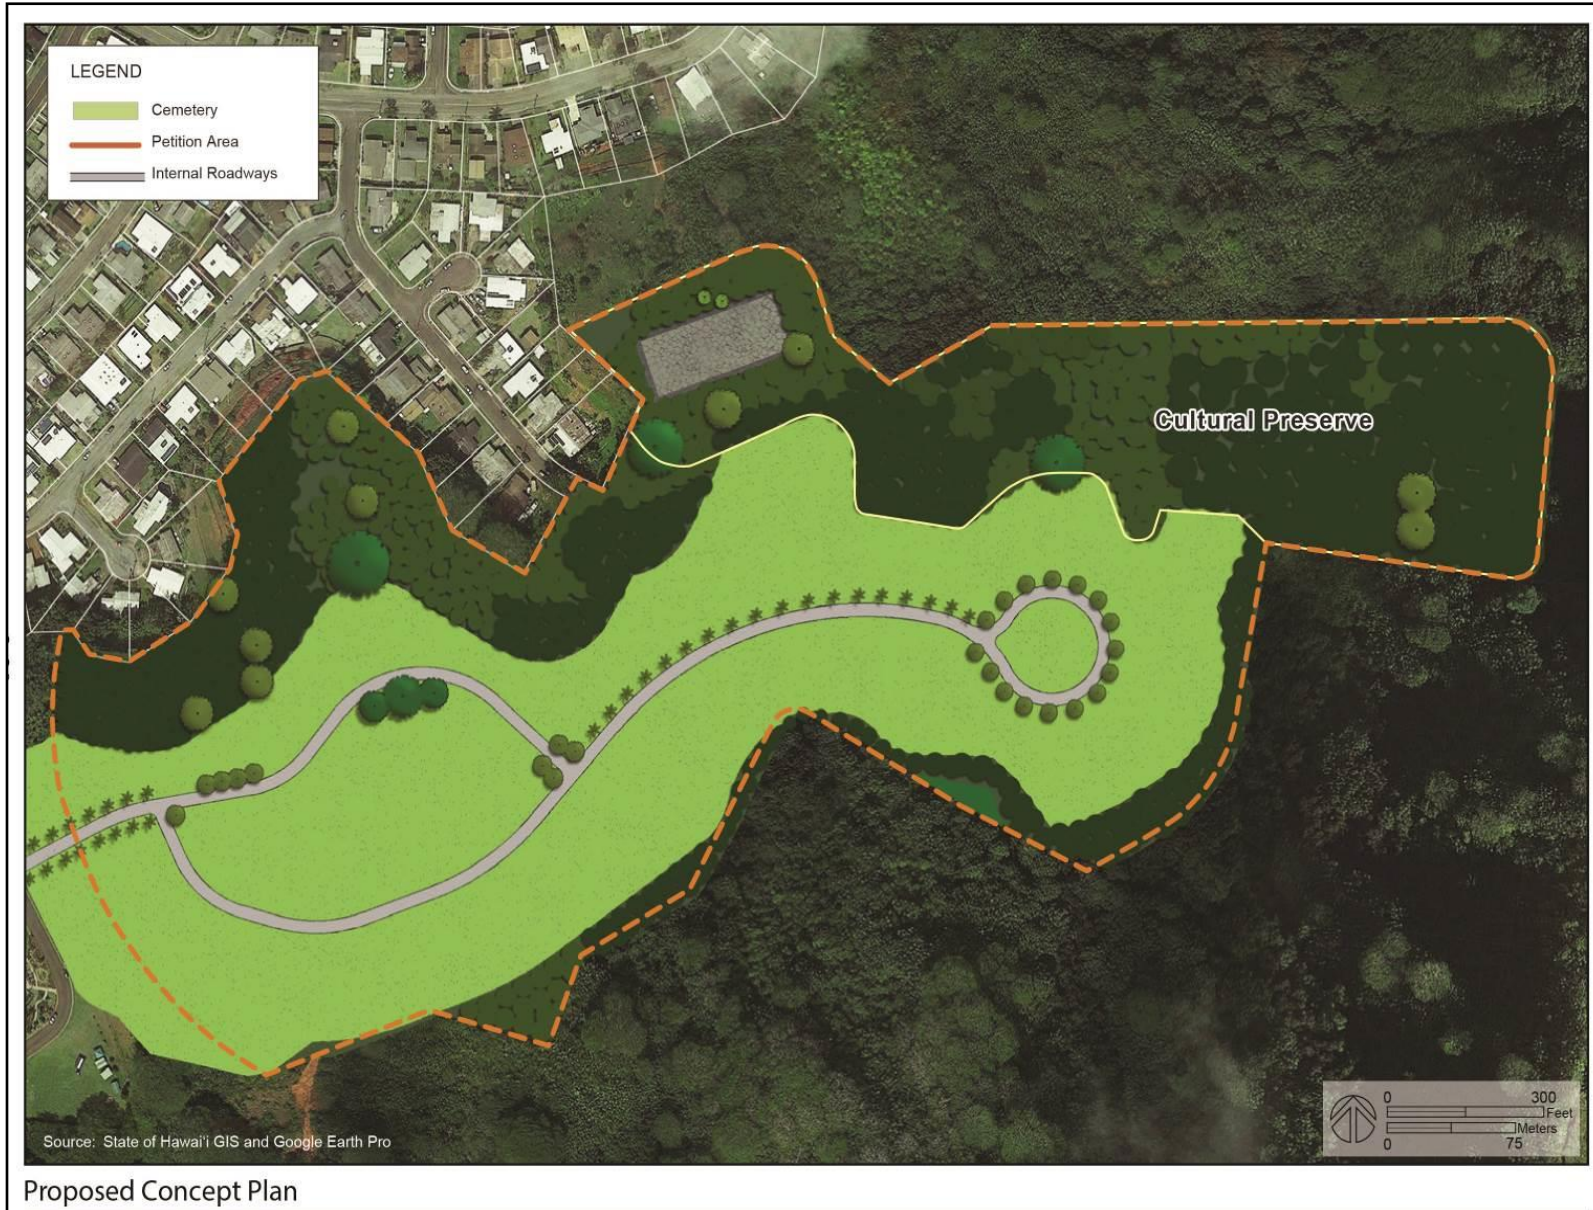 LEGEND
Cemetery
Petition Area
Internal Roadways
Cultural Preserve
0 300
Feet
Meters
0 75
Source: State of Hawai'i GIS and Google Earth Pro
Proposed Concept Plan